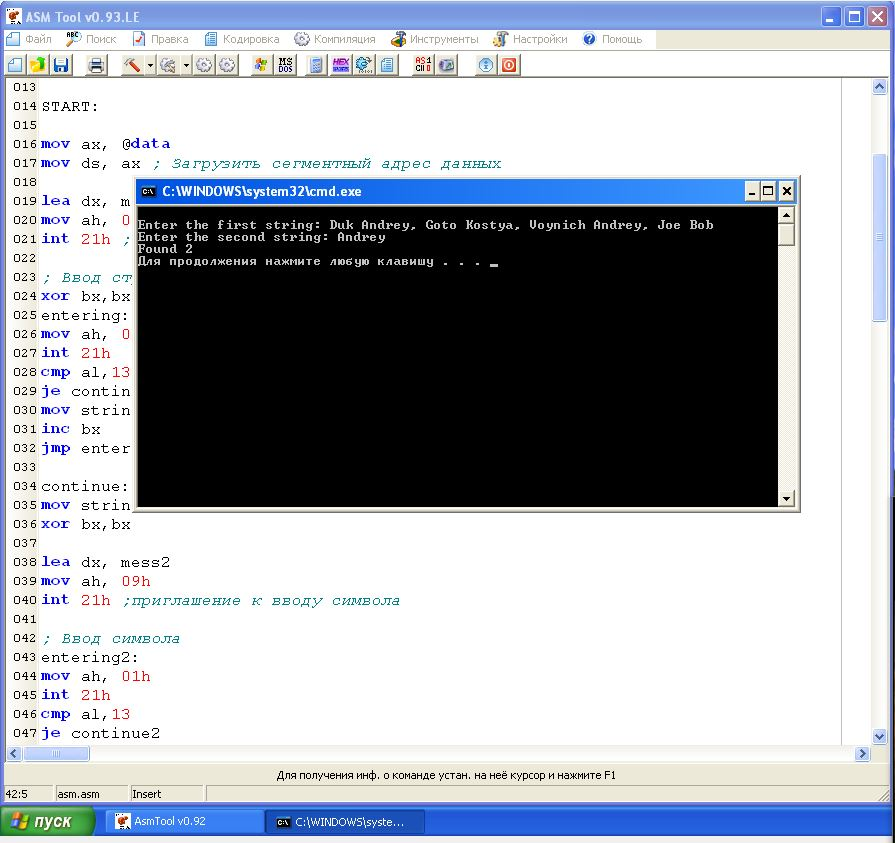 ASM Tool v0.93.LE
Файл Поиск Правка Кодировка Компиляция Инструменты Настройки Помощь
MS DOS HEX AS1 CII0
013
014 START:
015
016 mov ax, @data
017 mov ds, ax ; Загрузить сегментный адрес данных
018
019 lea dx, m
020 mov ah, 0
021 int 21h ;
022
023 ; Ввод ст
024 xor bx,bx
025 entering:
026 mov ah, 0
027 int 21h
028 cmp al,13
029 je contin
030 mov strin
031 inc bx
032 jmp enter
033
034 continue:
035 mov strin
036 xor bx,bx
037
038 lea dx, mess2
039 mov ah, 09h
040 int 21h ;приглашение к вводу символа
041
042 ; Ввод символа
043 entering2:
044 mov ah, 01h
045 int 21h
046 cmp al,13
047 je continue2
C:\WINDOWS\system32\cmd.exe
Enter the first string: Duk Andrey, Goto Kostya, Voynich Andrey, Joe Bob
Enter the second string: Andrey
Found 2
Для продолжения нажмите любую клавишу . . . _
Для получения инф. о команде устан. на неё курсор и нажмите F1
42:5 asm.asm Insert
пуск AsmTool v0.92 C:\WINDOWS\syste...